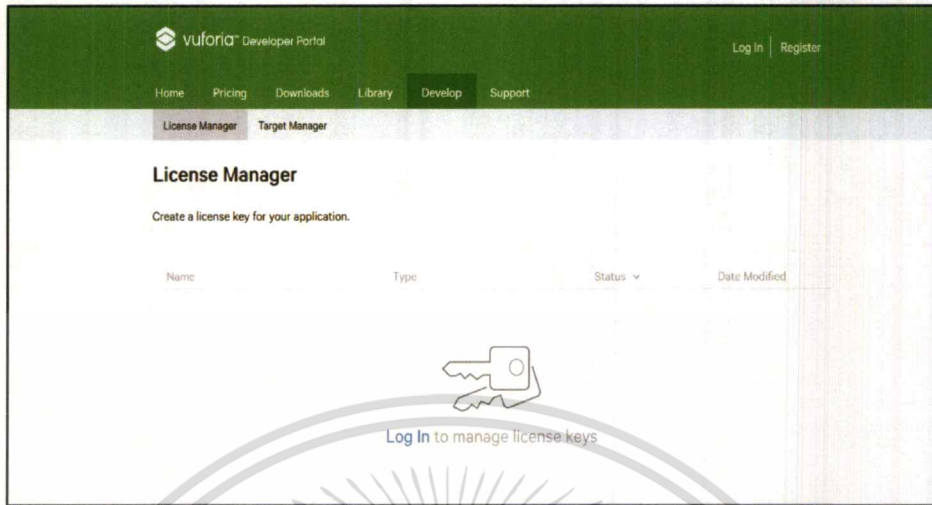 vuforia™ Developer Portal
Log In | Register
Home Pricing Downloads Library Develop Support
License Manager Target Manager
License Manager
Create a license key for your application.
Name Type Status Date Modified
Log In to manage license keys